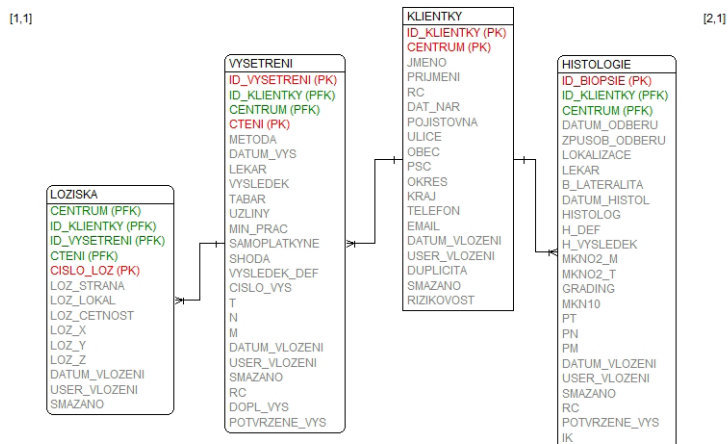 [1,1]
[2,1]
KLIENTKY
ID_KLIENTKY (PK)
CENTRUM (PK)
JMENO
PRIJMENI
RC
DAT_NAR
POJISTOVNA
ULICE
OBEC
PSC
OKRES
KRAJ
TELEFON
EMAIL
DATUM_VLOZENI
USER_VLOZENI
DUPLICITA
SMAZANO
RIZIKOVOST
VYSETRENI
ID_VYSETRENI (PK)
ID_KLIENTKY (PFK)
CENTRUM (PFK)
CTENI (PK)
METODA
DATUM_VYS
LEKAR
VYSLEDEK
TABAR
UZLINY
MIN_PRAC
SAMOPLATKYNE
SHODA
VYSLEDEK_DEF
CISLO_VYS
T
N
M
DATUM_VLOZENI
USER_VLOZENI
SMAZANO
RC
DOPL_VYS
POTVRZENE_VYS
HISTOLOGIE
ID_BIOPSIE (PK)
ID_KLIENTKY (PFK)
CENTRUM (PFK)
DATUM_ODBERU
ZPUSOB_ODBERU
LOKALIZACE
LEKAR
B_LATERALITA
DATUM_HISTOL
HISTOLOG
H_DEF
H_VYSLEDEK
MKNO2_M
MKNO2_T
GRADING
MKN10
PT
PN
PM
DATUM_VLOZENI
USER_VLOZENI
SMAZANO
RC
POTVRZENE_VYS
IK
LOZISKA
CENTRUM (PFK)
ID_KLIENTKY (PFK)
ID_VYSETRENI (PFK)
CTENI (PFK)
CISLO_LOZ (PK)
LOZ_STRANA
LOZ_LOKAL
LOZ_CETNOST
LOZ_X
LOZ_Y
LOZ_Z
DATUM_VLOZENI
USER_VLOZENI
SMAZANO